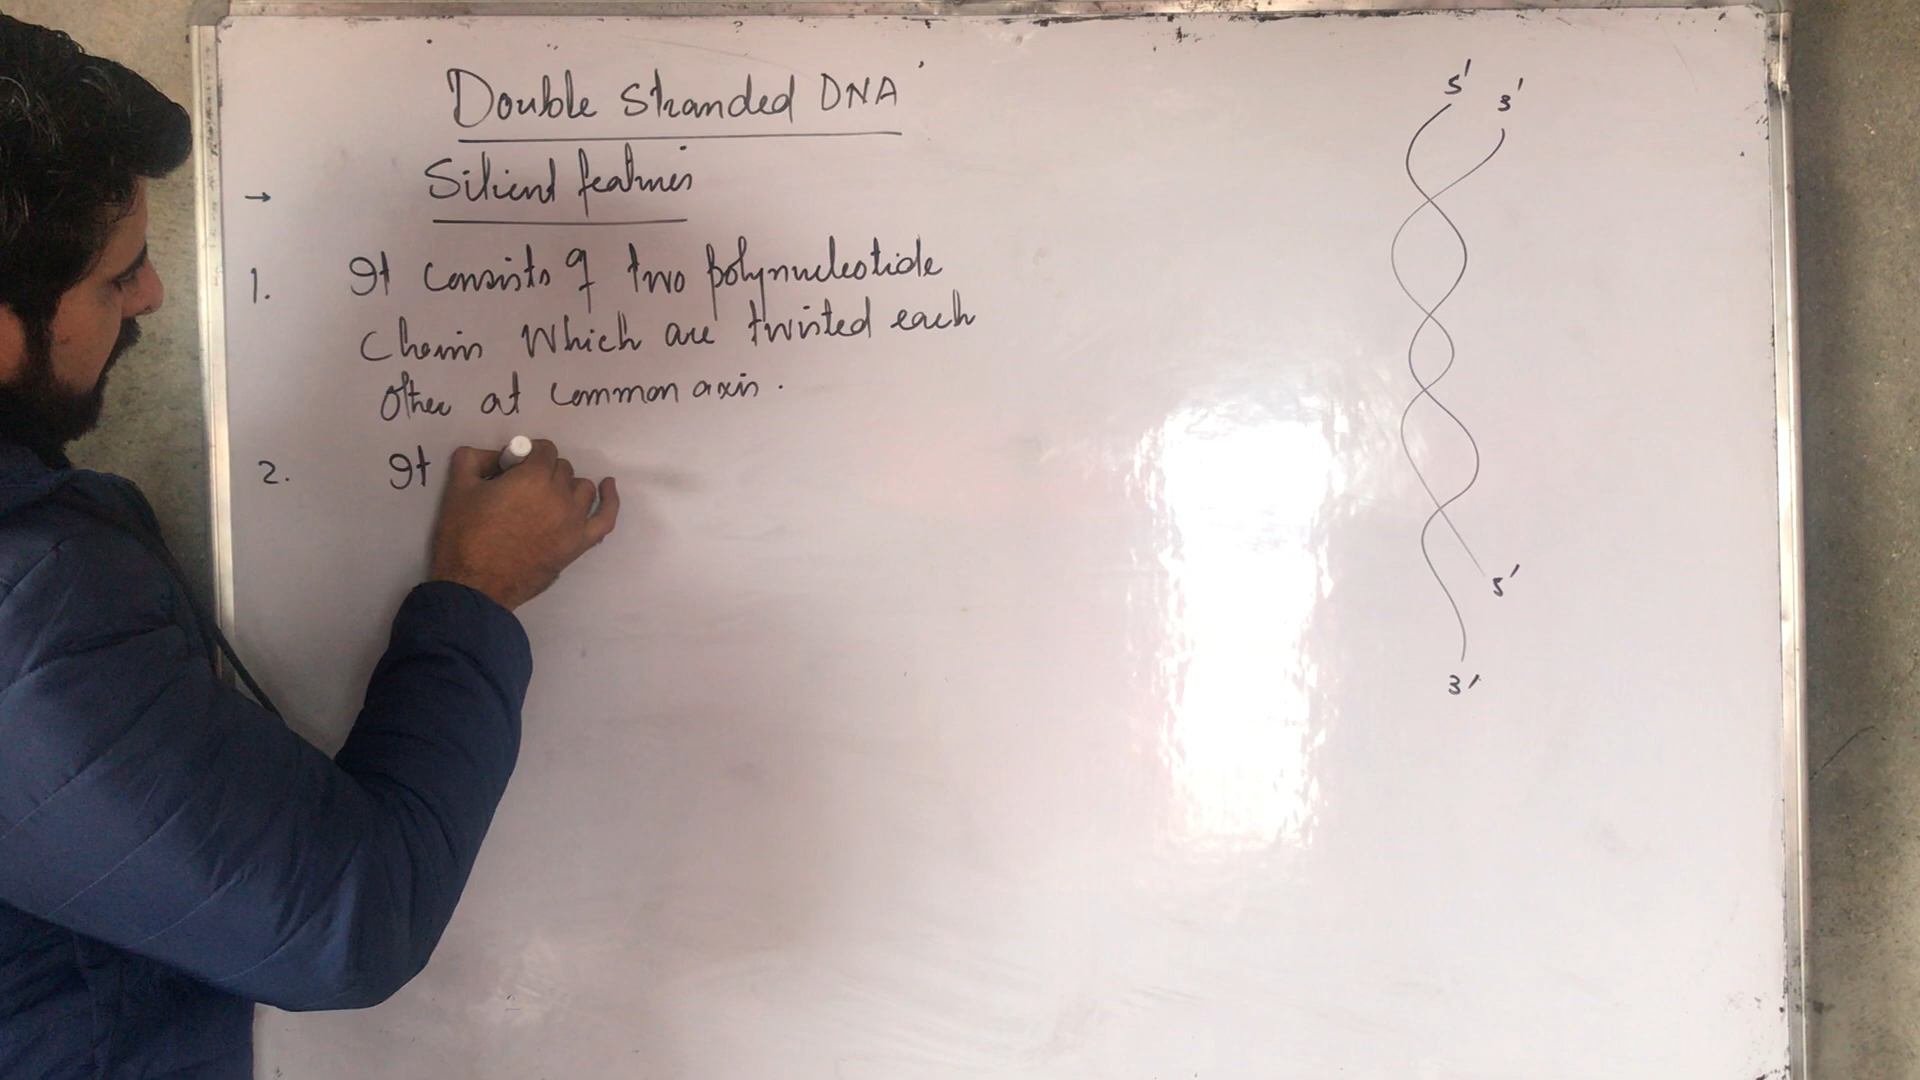 Double Stranded DNA
→ Silient features
1. It consists of two polynucleotide
Chains Which are twisted each
other at common axis.
2. It
5' 3'
5'
3'